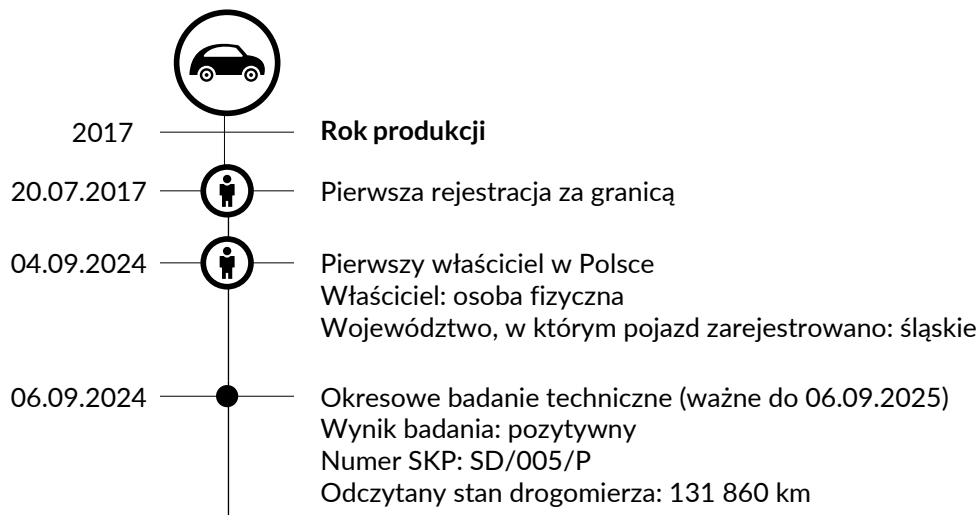 2017 Rok produkcji
20.07.2017 Pierwsza rejestracja za granicą
04.09.2024 Pierwszy właściciel w Polsce
Właściciel: osoba fizyczna
Województwo, w którym pojazd zarejestrowano: śląskie
06.09.2024 Okresowe badanie techniczne (ważne do 06.09.2025)
Wynik badania: pozytywny
Numer SKP: SD/005/P
Odczytany stan drogomierza: 131 860 km